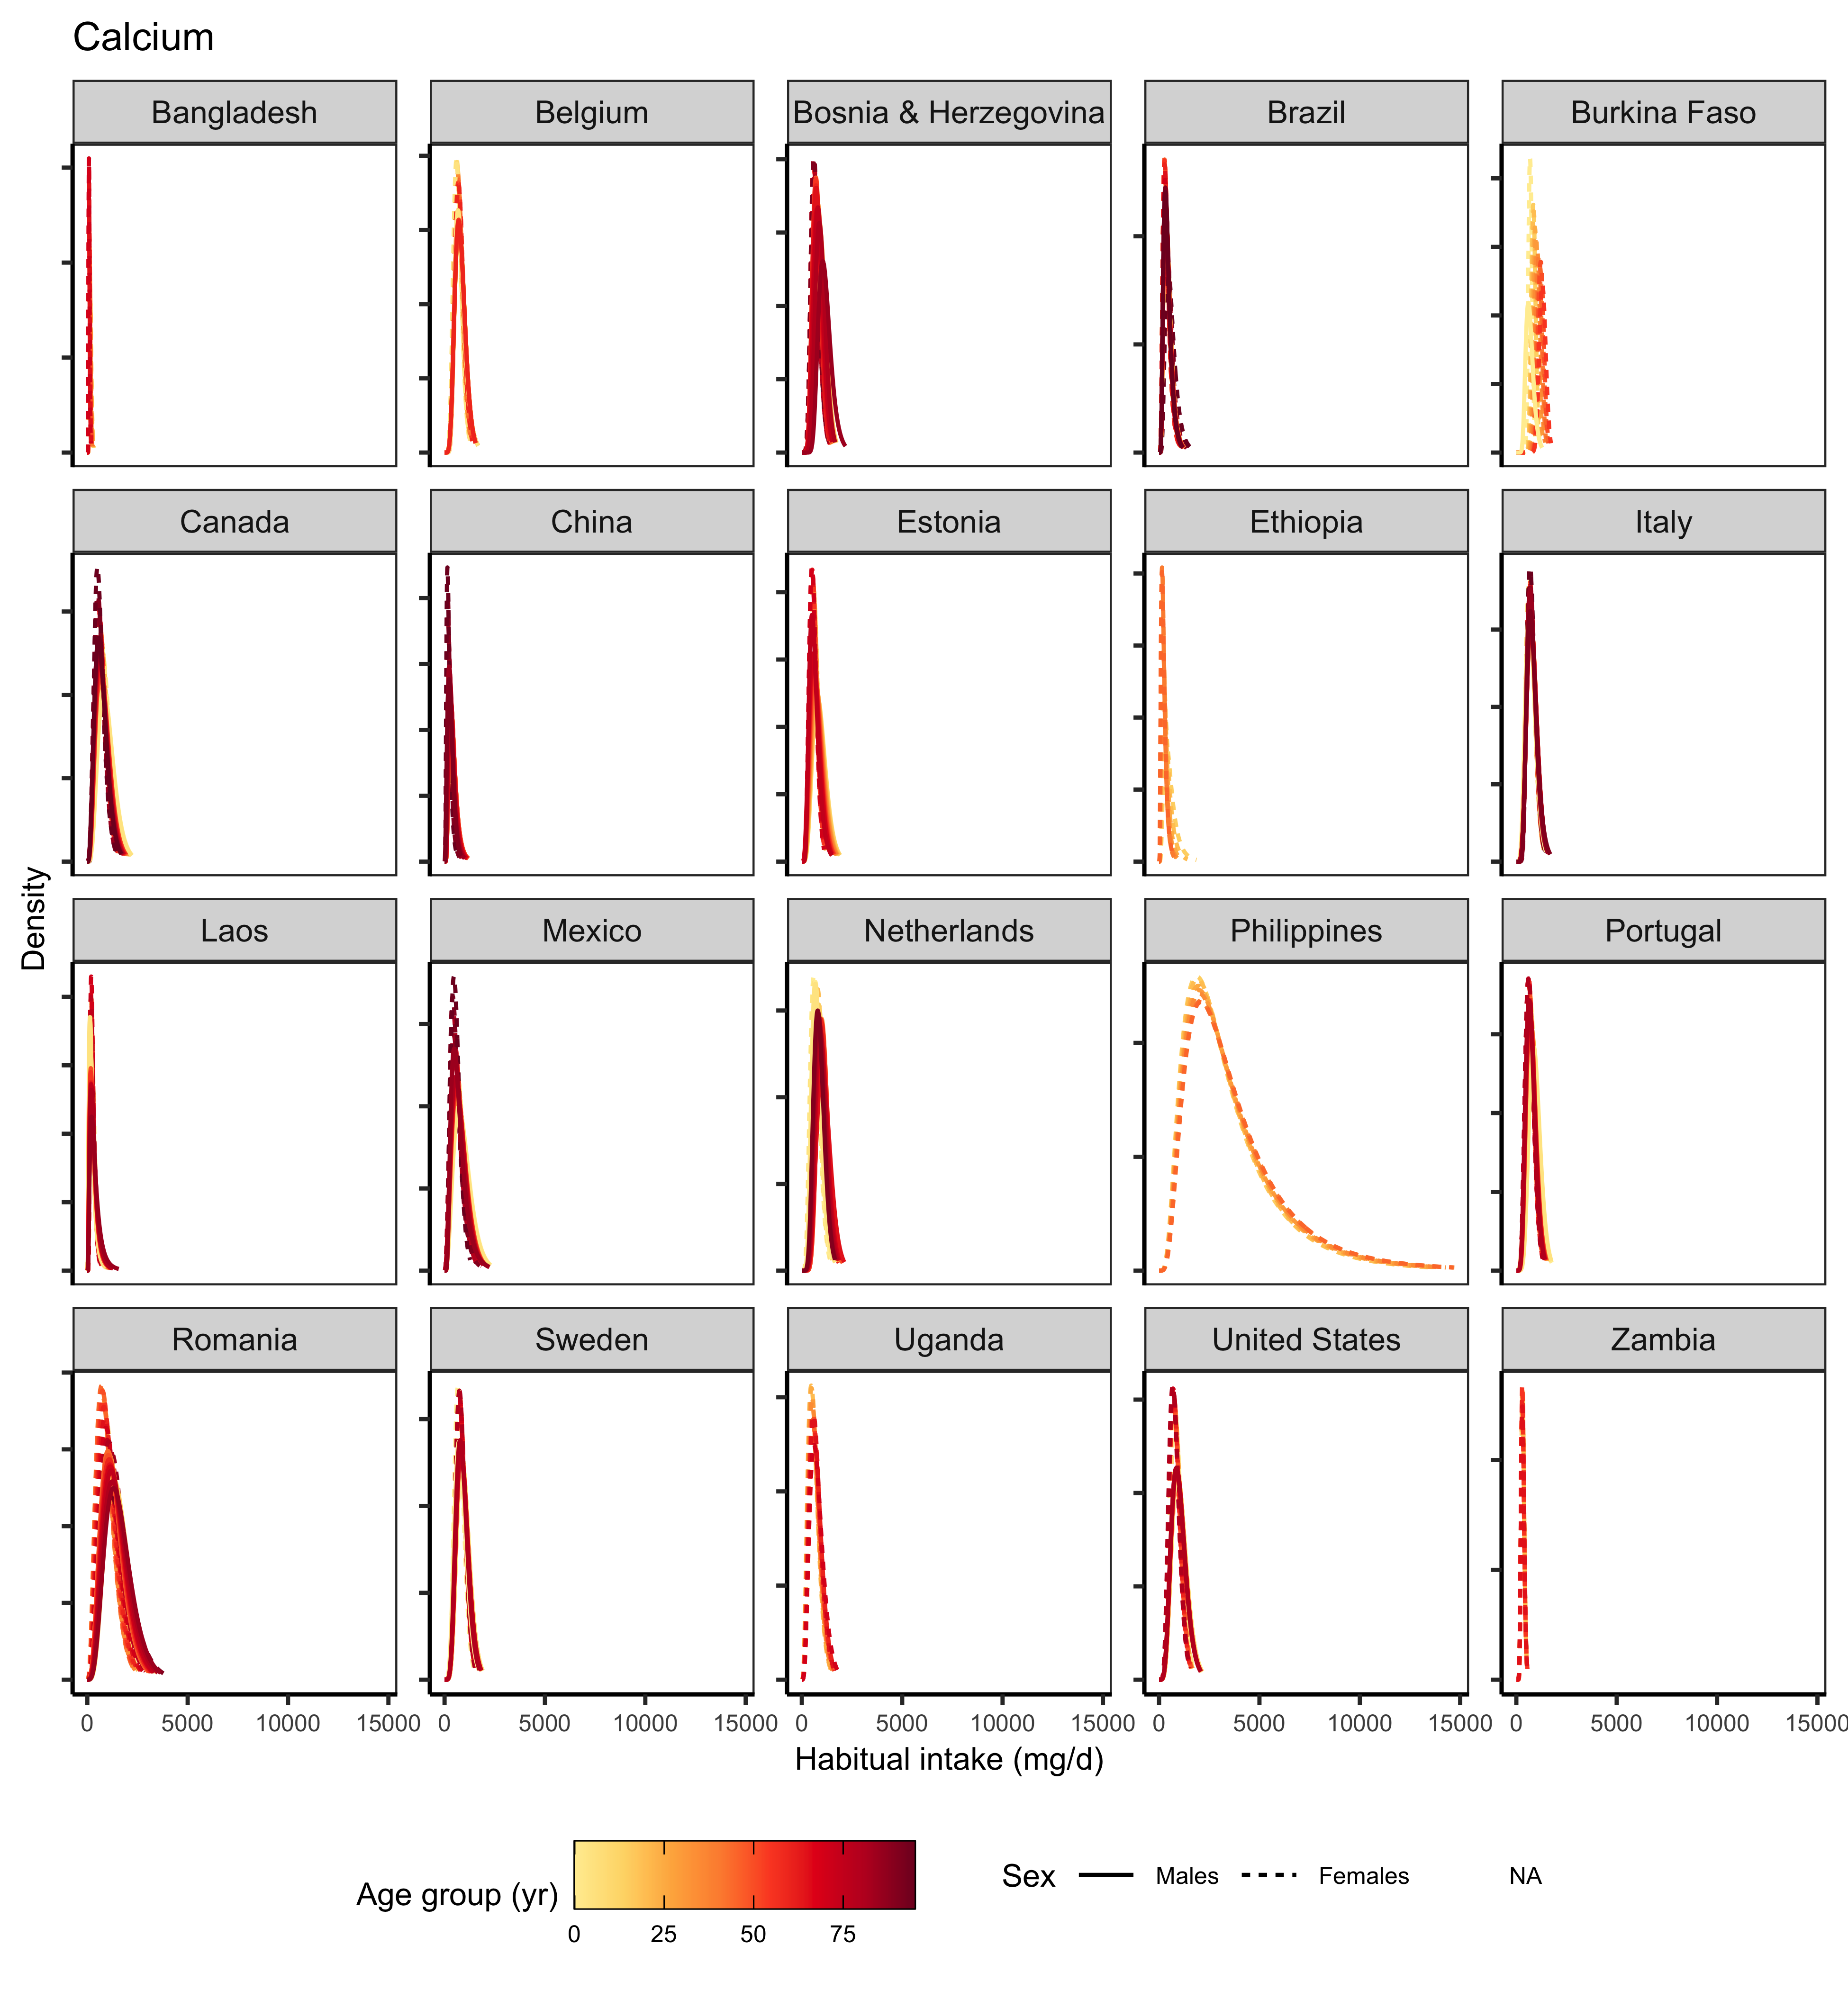 Calcium
Bangladesh
Belgium
Bosnia & Herzegovina
Brazil
Burkina Faso
Canada
China
Estonia
Ethiopia
Italy
Density
Laos
Mexico
Netherlands
Philippines
Portugal
Romania
Sweden
Uganda
United States
Zambia
0 5000 10000 15000 0 5000 10000 15000 0 5000 10000 15000 0 5000 10000 15000 0 5000 10000 15000
Habitual intake (mg/d)
Age group (yr)
0 25 50 75
Sex Males Females NA